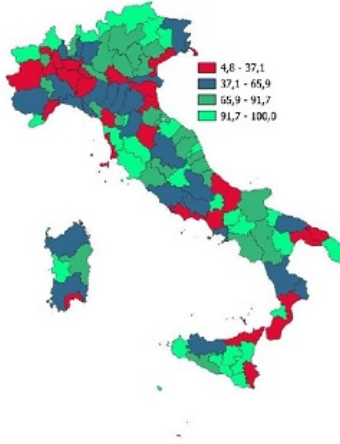 4,8 - 37,1
37,1 - 65,9
65,9 - 91,7
91,7 - 100,0